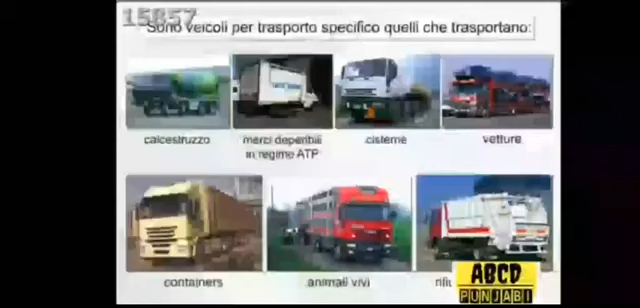 15857
Sono veicoli per trasporto specifico quelli che trasportano:
calcestruzzo
merci deperibili
in regime ATP
cisterne
vetture
containers
animali vivi
ABCD
PUNJABI